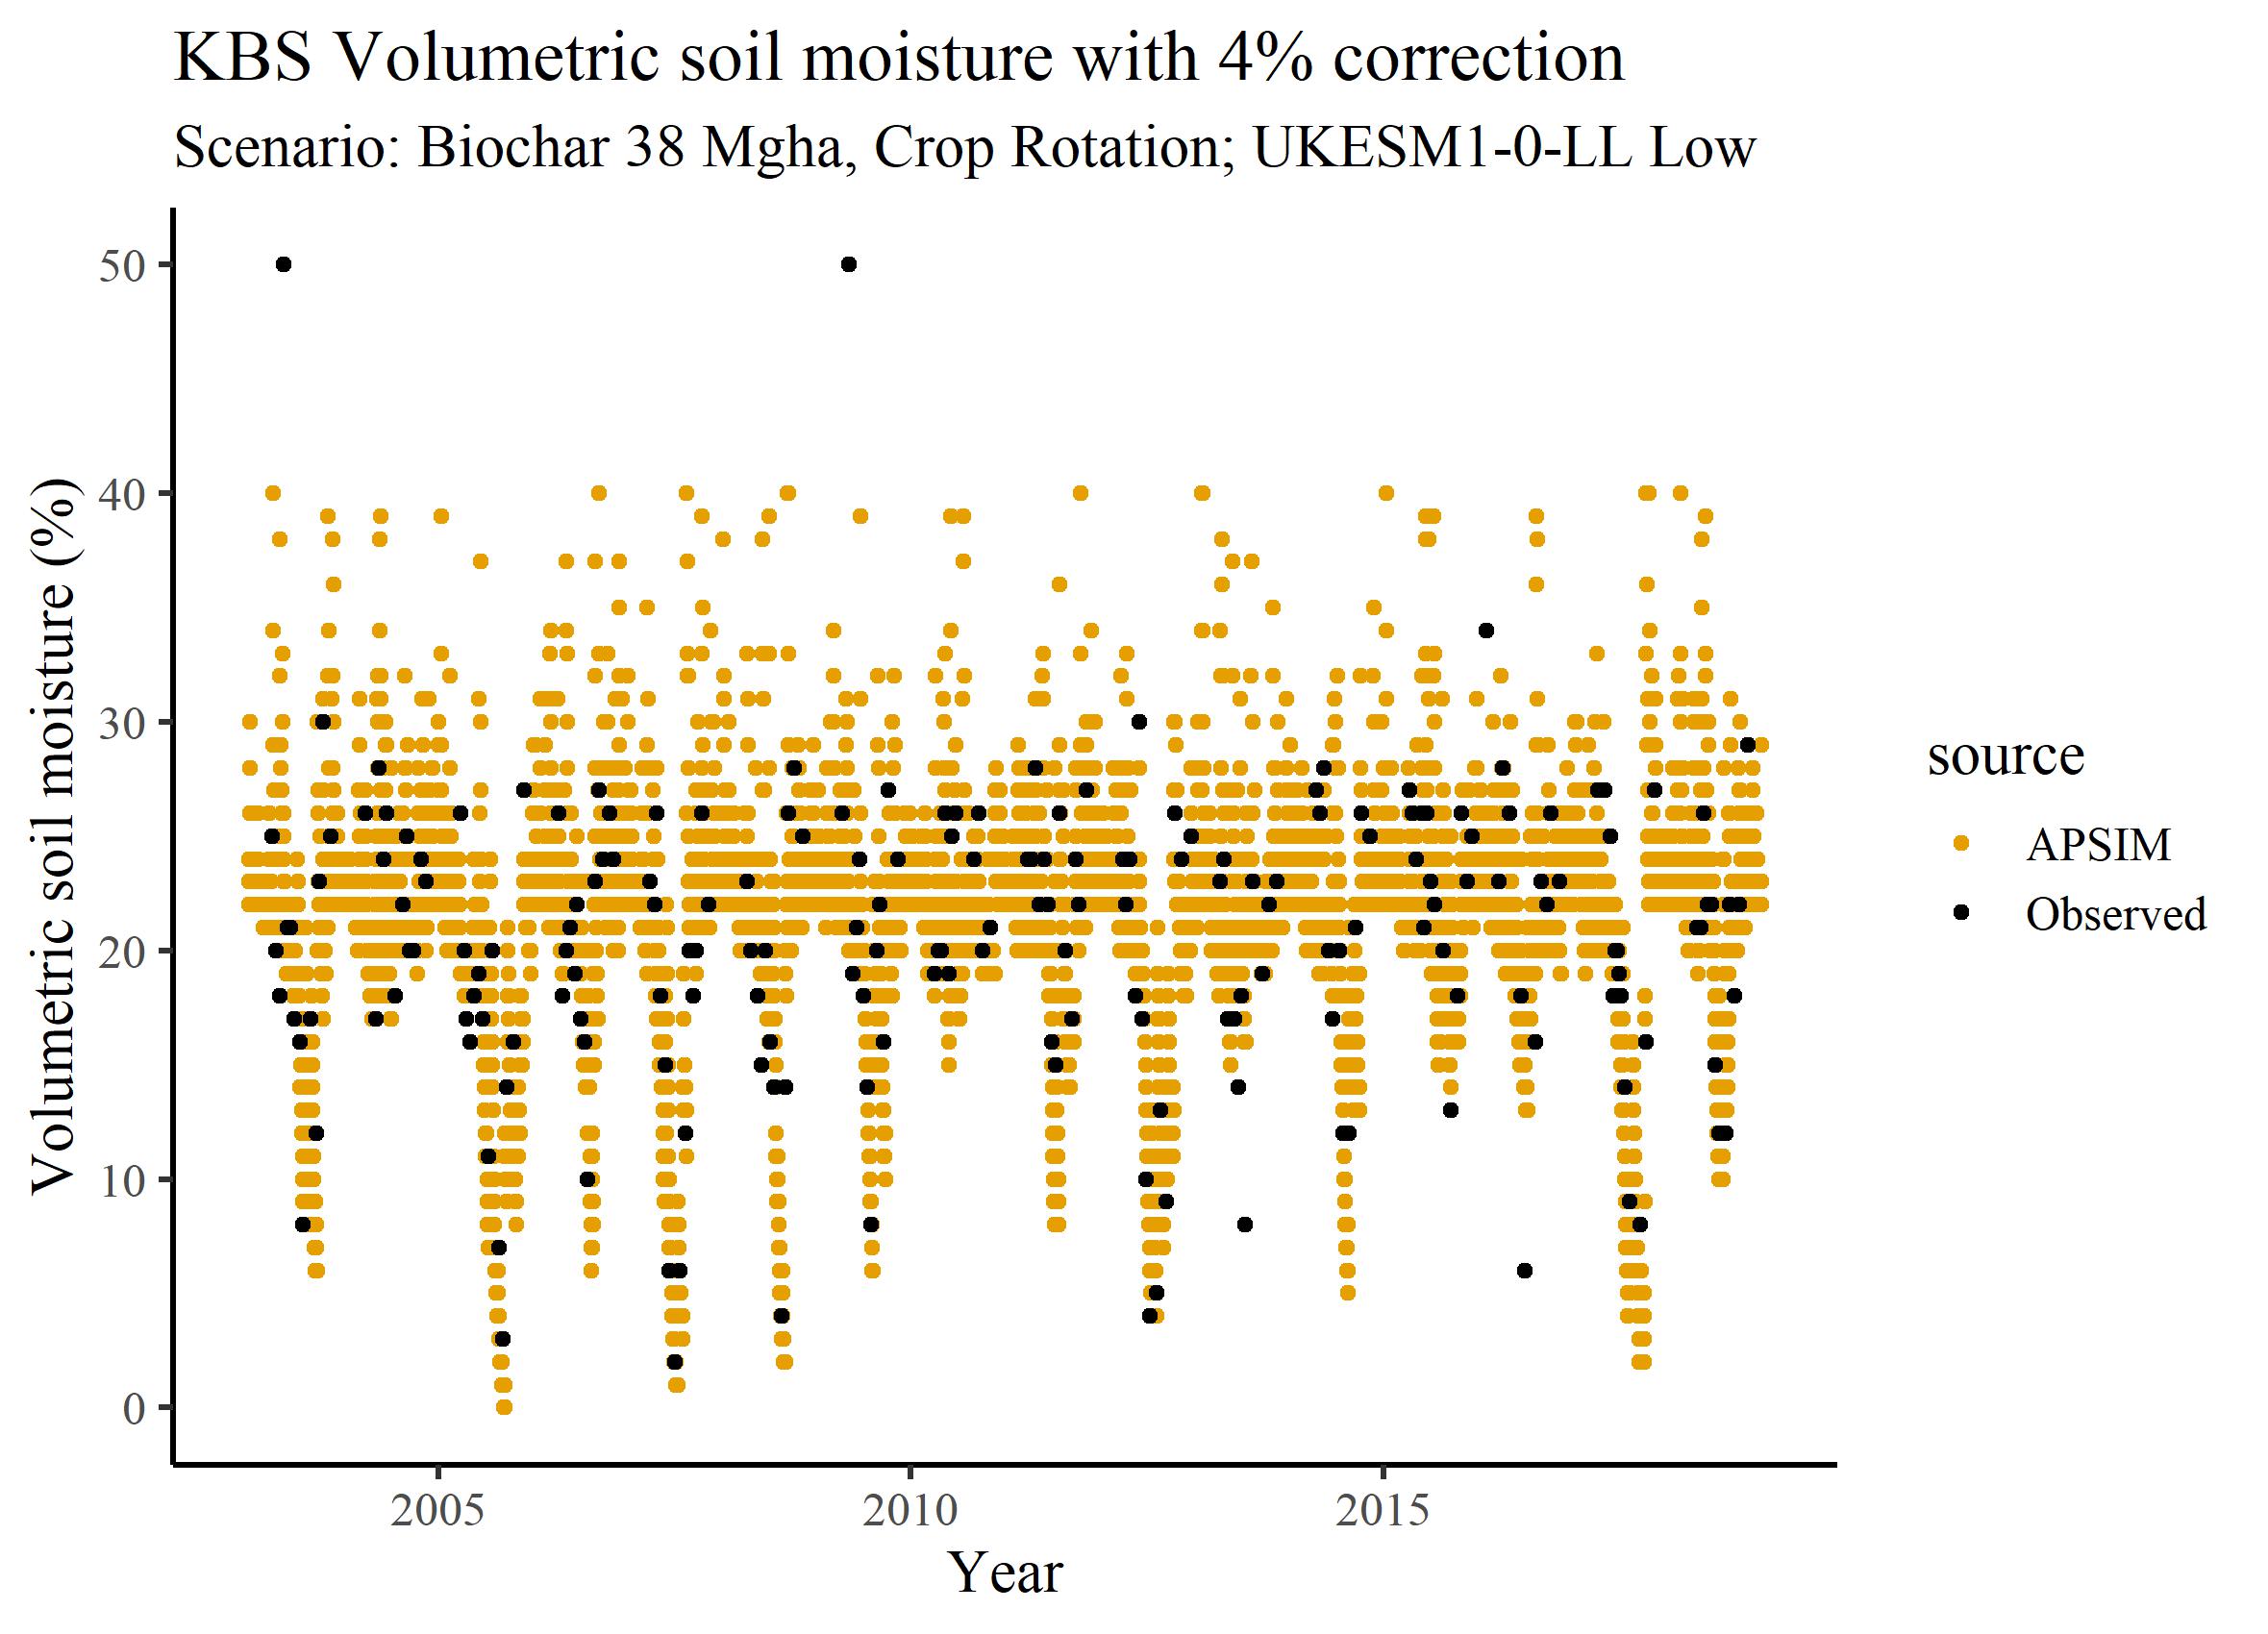 KBS Volumetric soil moisture with 4% correction
Scenario: Biochar 38 Mgha, Crop Rotation; UKESM1-0-LL Low
Volumetric soil moisture (%)
50
40
30
20
10
0
2005
2010
2015
Year
source
APSIM
Observed